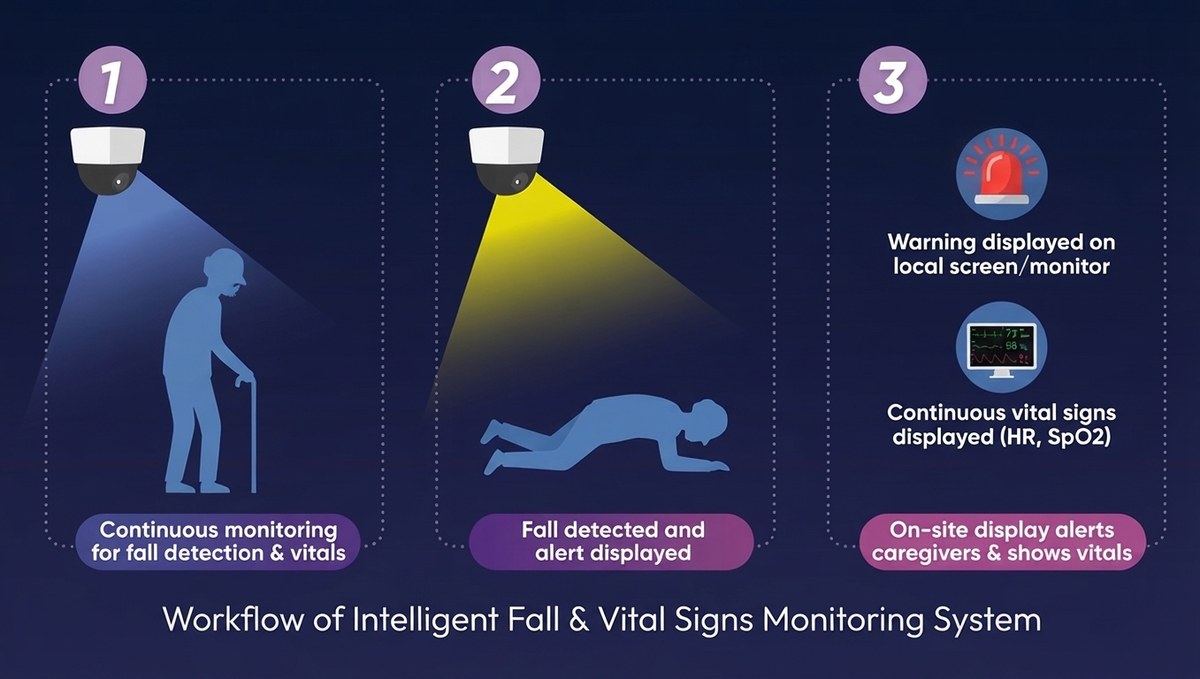 1
2
3
Warning displayed on
local screen/monitor
Continuous vital signs
displayed (HR, SpO2)
Continuous monitoring
for fall detection & vitals
Fall detected and
alert displayed
On-site display alerts
caregivers & shows vitals
Workflow of Intelligent Fall & Vital Signs Monitoring System